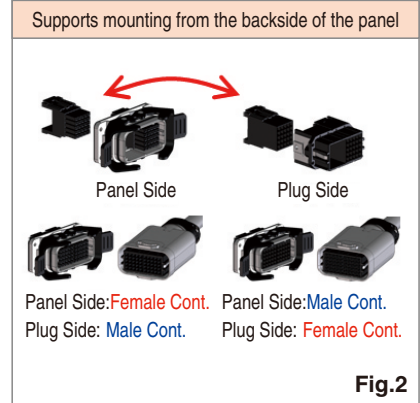 Supports mounting from the backside of the panel
Panel Side
Plug Side
Panel Side:Female Cont.
Plug Side: Male Cont.
Panel Side:Male Cont.
Plug Side: Female Cont.
Fig.2